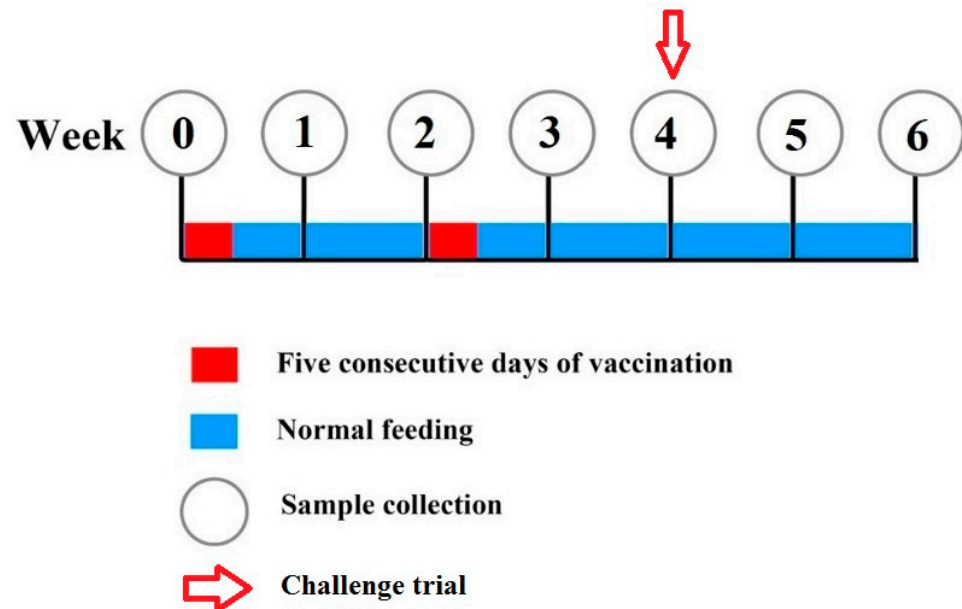 Week 0 1 2 3 4 5 6
Five consecutive days of vaccination
Normal feeding
Sample collection
Challenge trial